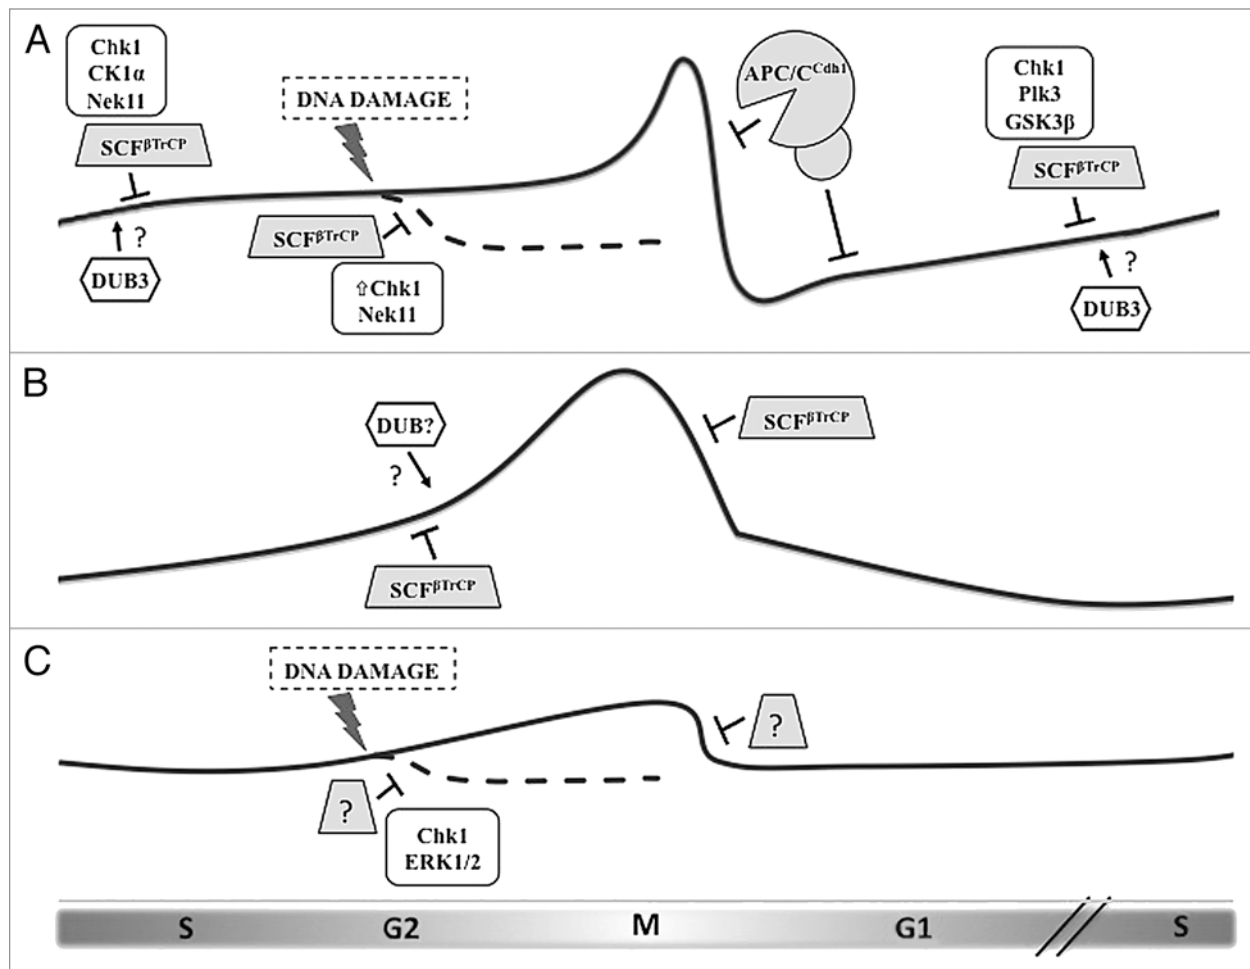 A
Chk1
CK1α
Nek11
SCFβTrCP
?
DUB3
DNA DAMAGE
SCFβTrCP
⇧Chk1
Nek11
APC/CCdh1
Chk1
Plk3
GSK3β
SCFβTrCP
?
DUB3
B
DUB?
?
SCFβTrCP
SCFβTrCP
C
DNA DAMAGE
?
Chk1
ERK1/2
?
S G2 M G1 S